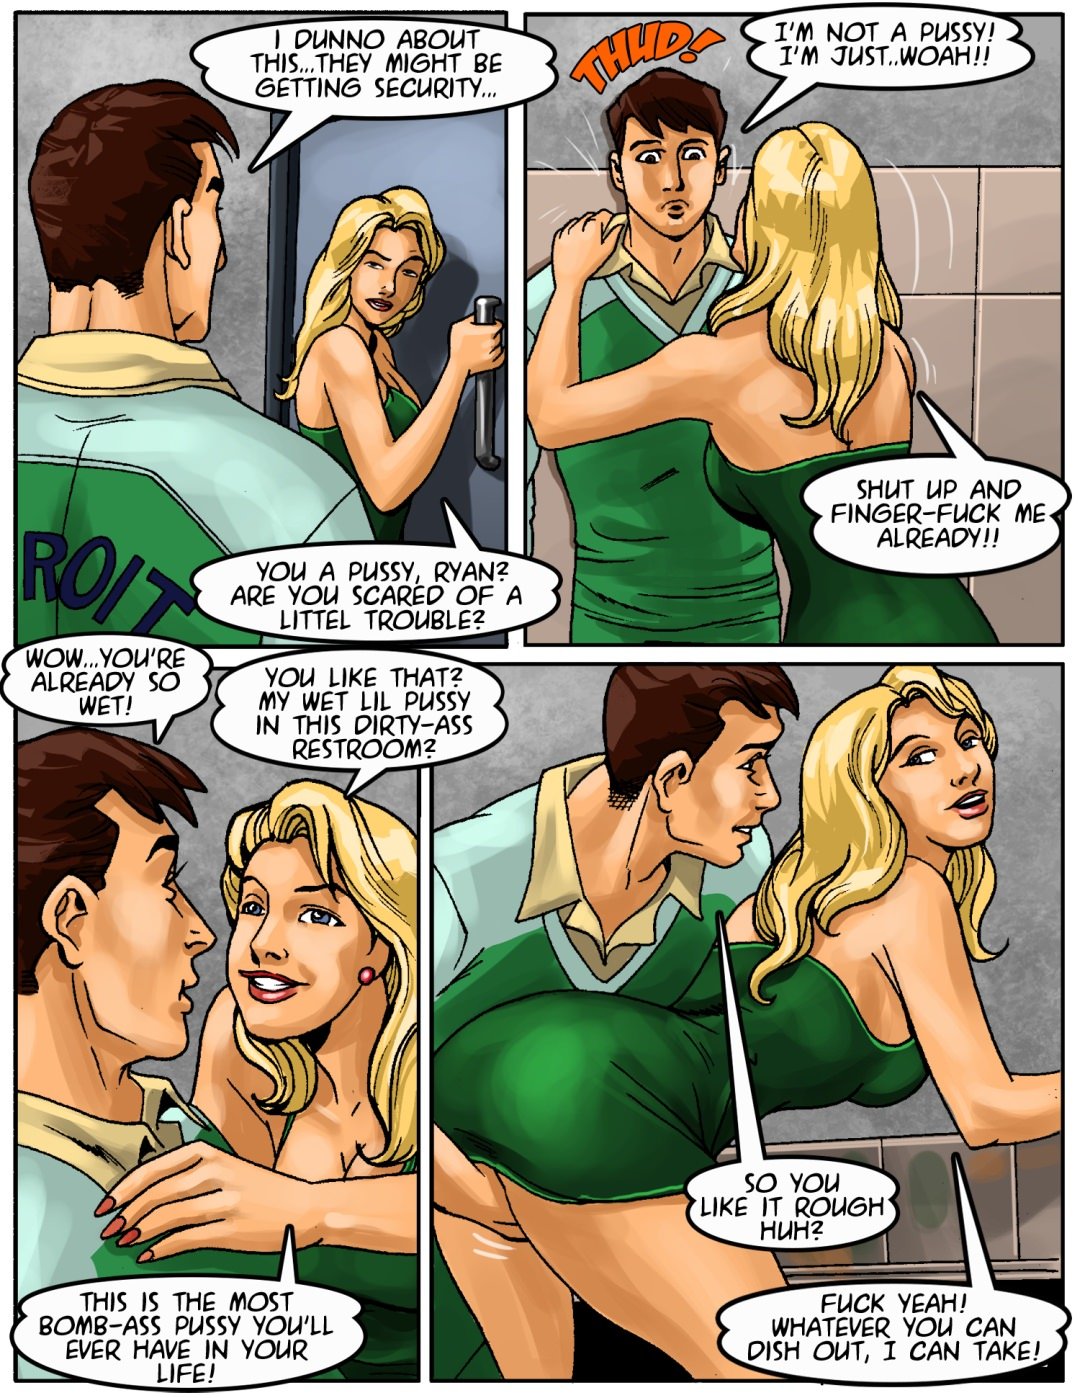 I DUNNO ABOUT
THIS...THEY MIGHT BE
GETTING SECURITY...
ROIT
YOU A PUSSY, RYAN?
ARE YOU SCARED OF A
LITTEL TROUBLE?
THUD!
I'M NOT A PUSSY!
I'M JUST..WOAH!!
SHUT UP AND
FINGER-FUCK ME
ALREADY!!
WOW...YOU'RE
ALREADY SO
WET!
YOU LIKE THAT?
MY WET LIL PUSSY
IN THIS DIRTY-ASS
RESTROOM?
THIS IS THE MOST
BOMB-ASS PUSSY YOU'LL
EVER HAVE IN YOUR
LIFE!
SO YOU
LIKE IT ROUGH
HUH?
FUCK YEAH!
WHATEVER YOU CAN
DISH OUT, I CAN TAKE!